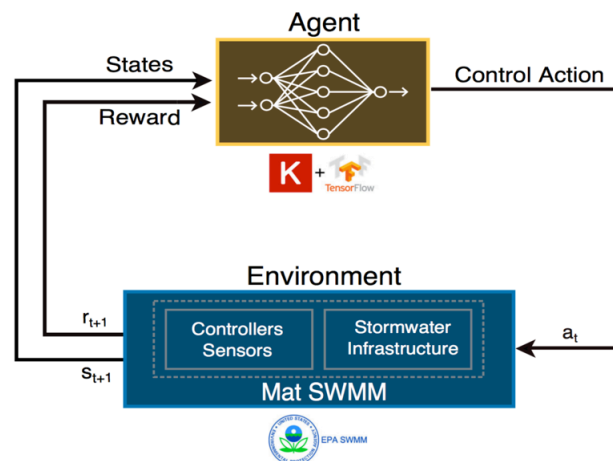 Agent
States
Reward
Control Action
K
+
TensorFlow
Environment
r_{t+1}
s_{t+1}
Controllers
Sensors
Stormwater
Infrastructure
a_t
Mat SWMM
EPA SWMM